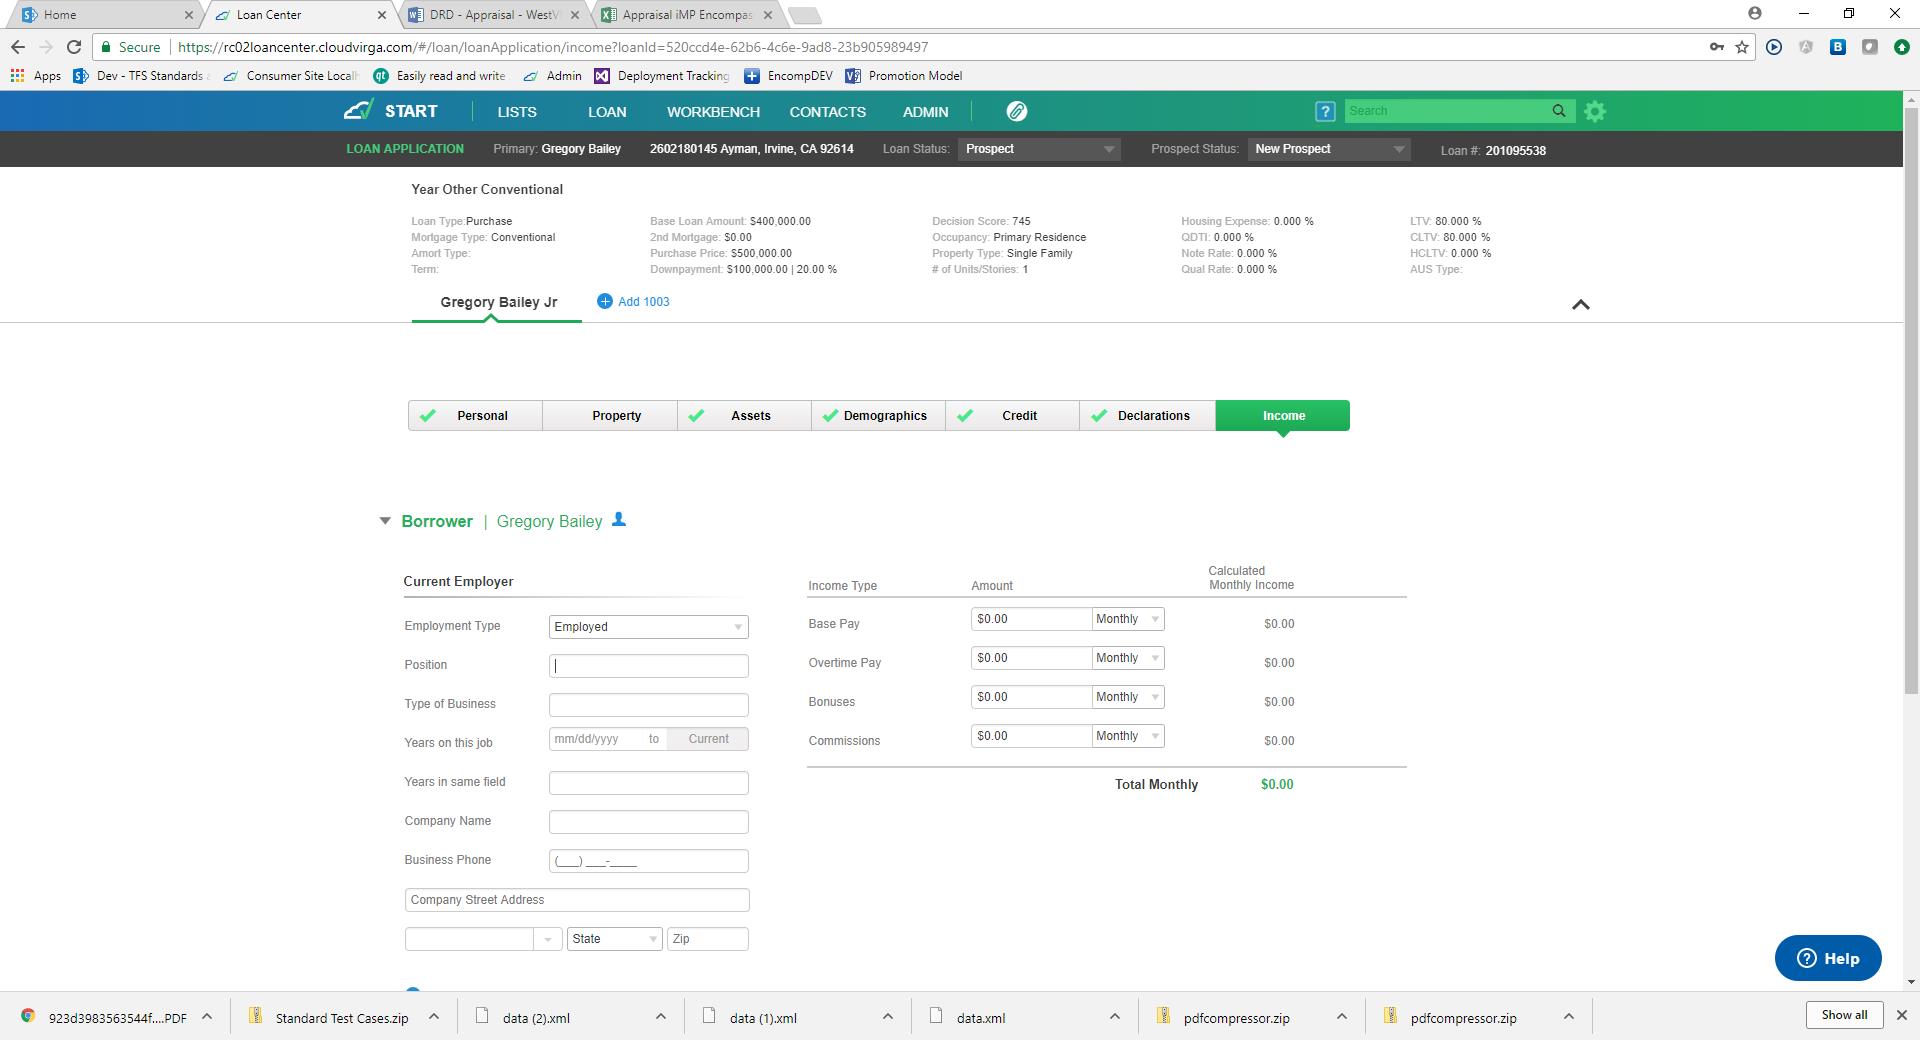 Home
Loan Center
DRD - Appraisal - WestVi
Appraisal iMP Encompas
Secure
https://rc02loancenter.cloudvirga.com/#/loan/loanApplication/income?loanId=520ccd4e-62b6-4c6e-9ad8-23b905989497
Apps Dev - TFS Standards Consumer Site Localh Easily read and write Admin Deployment Tracking EncompDEV Promotion Model
START LISTS LOAN WORKBENCH CONTACTS ADMIN ? Search
LOAN APPLICATION Primary: Gregory Bailey 2602180145 Ayman, Irvine, CA 92614 Loan Status: Prospect Prospect Status: New Prospect Loan #: 201095538
Year Other Conventional
Loan Type:Purchase Base Loan Amount: $400,000.00 Decision Score: 745 Housing Expense: 0.000 % LTV: 80.000 %
Mortgage Type: Conventional 2nd Mortgage: $0.00 Occupancy: Primary Residence QDTI: 0.000 % CLTV: 80.000 %
Amort Type: Purchase Price: $500,000.00 Property Type: Single Family Note Rate: 0.000 % HCLTV: 0.000 %
Term: Downpayment: $100,000.00 | 20.00 % # of Units/Stories: 1 Qual Rate: 0.000 % AUS Type:
Gregory Bailey Jr Add 1003
Personal Property Assets Demographics Credit Declarations Income
Borrower | Gregory Bailey
Current Employer
Income Type Amount Calculated
Monthly Income
Employment Type Employed
Base Pay $0.00 Monthly $0.00
Position
Overtime Pay $0.00 Monthly $0.00
Type of Business
Bonuses $0.00 Monthly $0.00
Years on this job mm/dd/yyyy to Current
Commissions $0.00 Monthly $0.00
Years in same field
Total Monthly $0.00
Company Name
Business Phone (___) ___-____
Company Street Address
State Zip
? Help
923d3983563544f....PDF Standard Test Cases.zip data (2).xml data (1).xml data.xml pdfcompressor.zip pdfcompressor.zip Show all